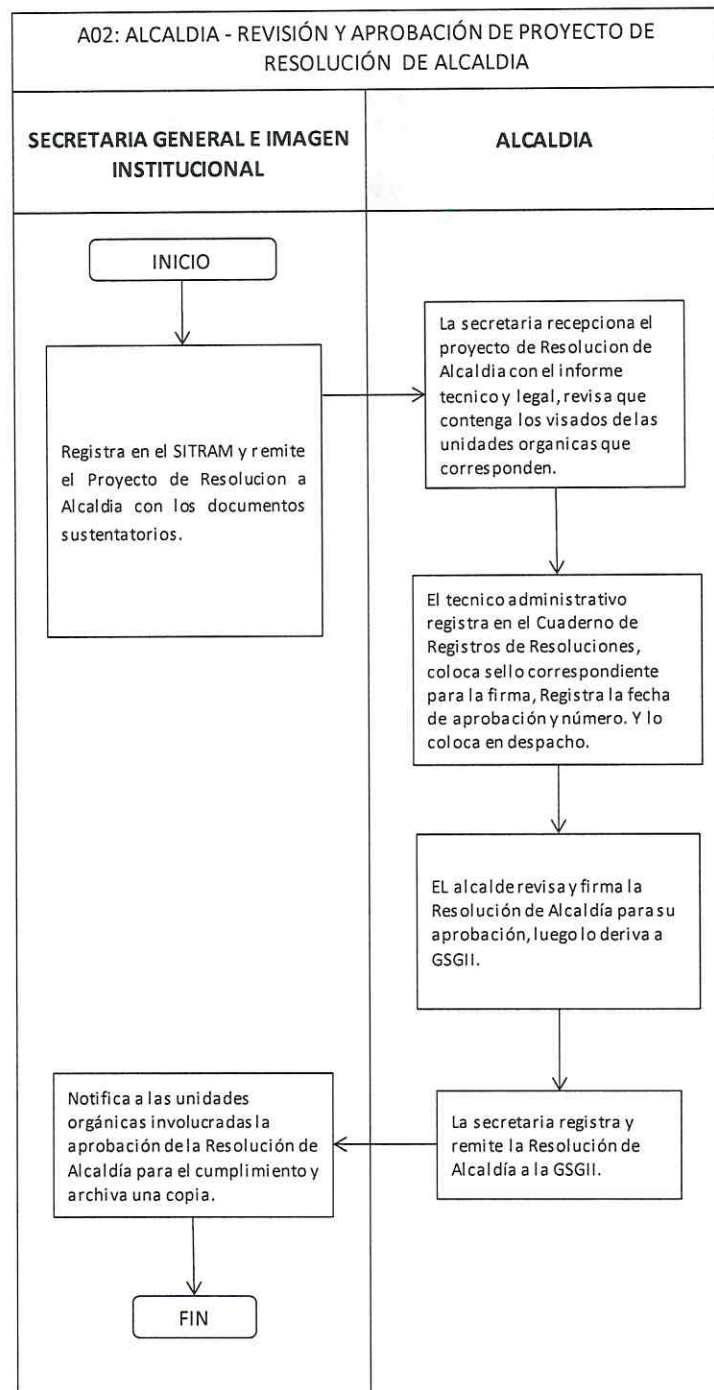 A02: ALCALDIA - REVISIÓN Y APROBACIÓN DE PROYECTO DE
RESOLUCIÓN DE ALCALDIA
SECRETARIA GENERAL E IMAGEN
INSTITUCIONAL
ALCALDIA
INICIO
Registra en el SITRAM y remite
el Proyecto de Resolucion a
Alcaldia con los documentos
sustentatorios.
La secretaria recepciona el
proyecto de Resolucion de
Alcaldia con el informe
tecnico y legal, revisa que
contenga los visados de las
unidades organicas que
corresponden.
El tecnico administrativo
registra en el Cuaderno de
Registros de Resoluciones,
coloca sello correspondiente
para la firma, Registra la fecha
de aprobación y número. Y lo
coloca en despacho.
EL alcalde revisa y firma la
Resolución de Alcaldía para su
aprobación, luego lo deriva a
GSGII.
La secretaria registra y
remite la Resolución de
Alcaldía a la GSGII.
Notifica a las unidades
orgánicas involucradas la
aprobación de la Resolución de
Alcaldía para el cumplimiento y
archiva una copia.
FIN